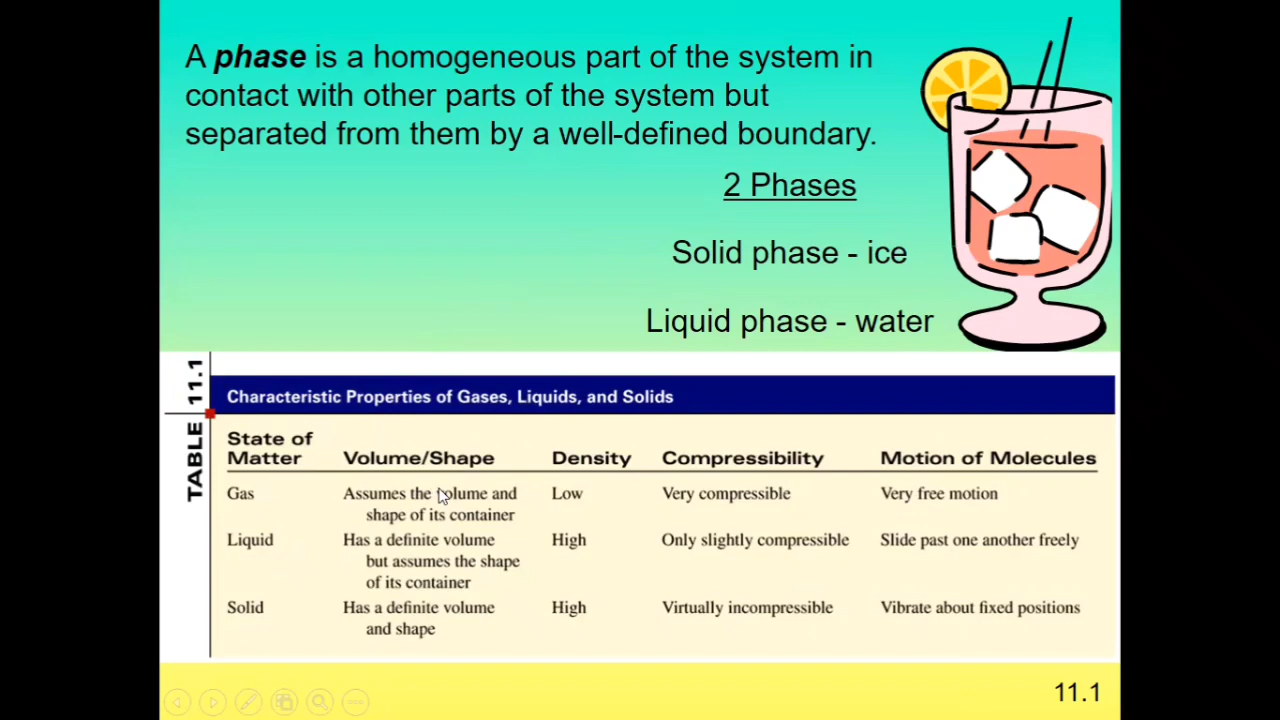 A phase is a homogeneous part of the system in
contact with other parts of the system but
separated from them by a well-defined boundary.
2 Phases
Solid phase - ice
Liquid phase - water
TABLE 11.1
Characteristic Properties of Gases, Liquids, and Solids
State of
Matter Volume/Shape Density Compressibility Motion of Molecules
Gas Assumes the volume and Low Very compressible Very free motion
shape of its container
Liquid Has a definite volume High Only slightly compressible Slide past one another freely
but assumes the shape
of its container
Solid Has a definite volume High Virtually incompressible Vibrate about fixed positions
and shape
11.1